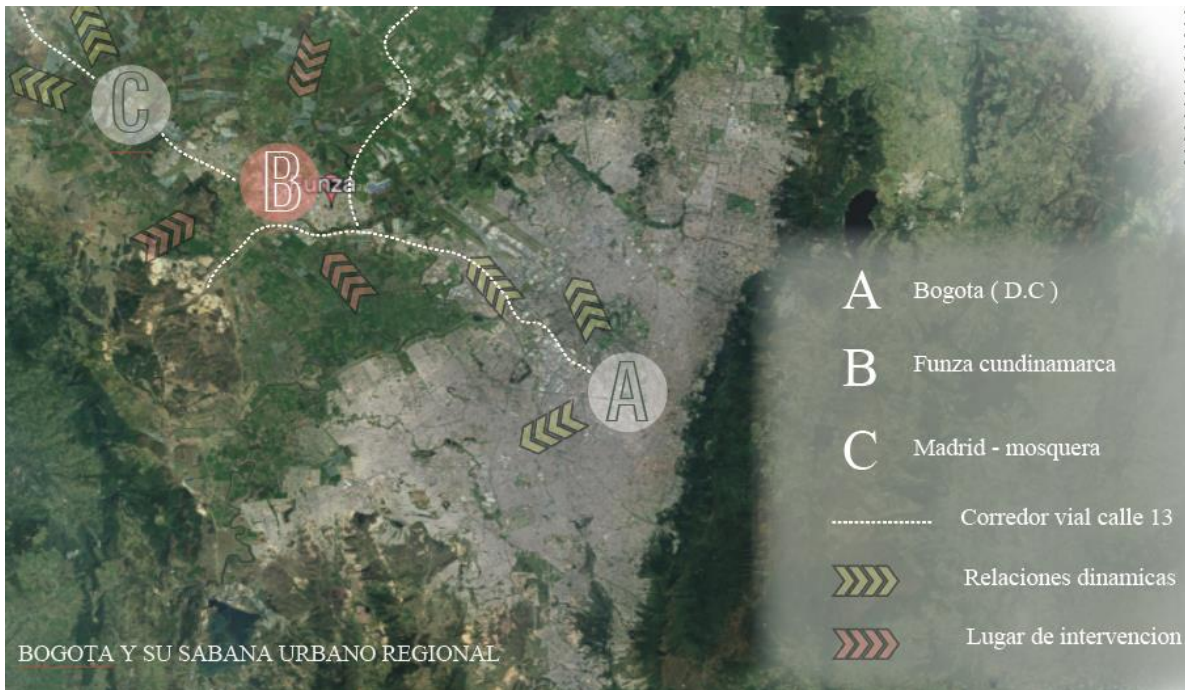 C
B
unza
A
A Bogota ( D.C )
B Funza cundinamarca
C Madrid - mosquera
Corredor vial calle 13
Relaciones dinamicas
Lugar de intervencion
BOGOTA Y SU SABANA URBANO REGIONAL